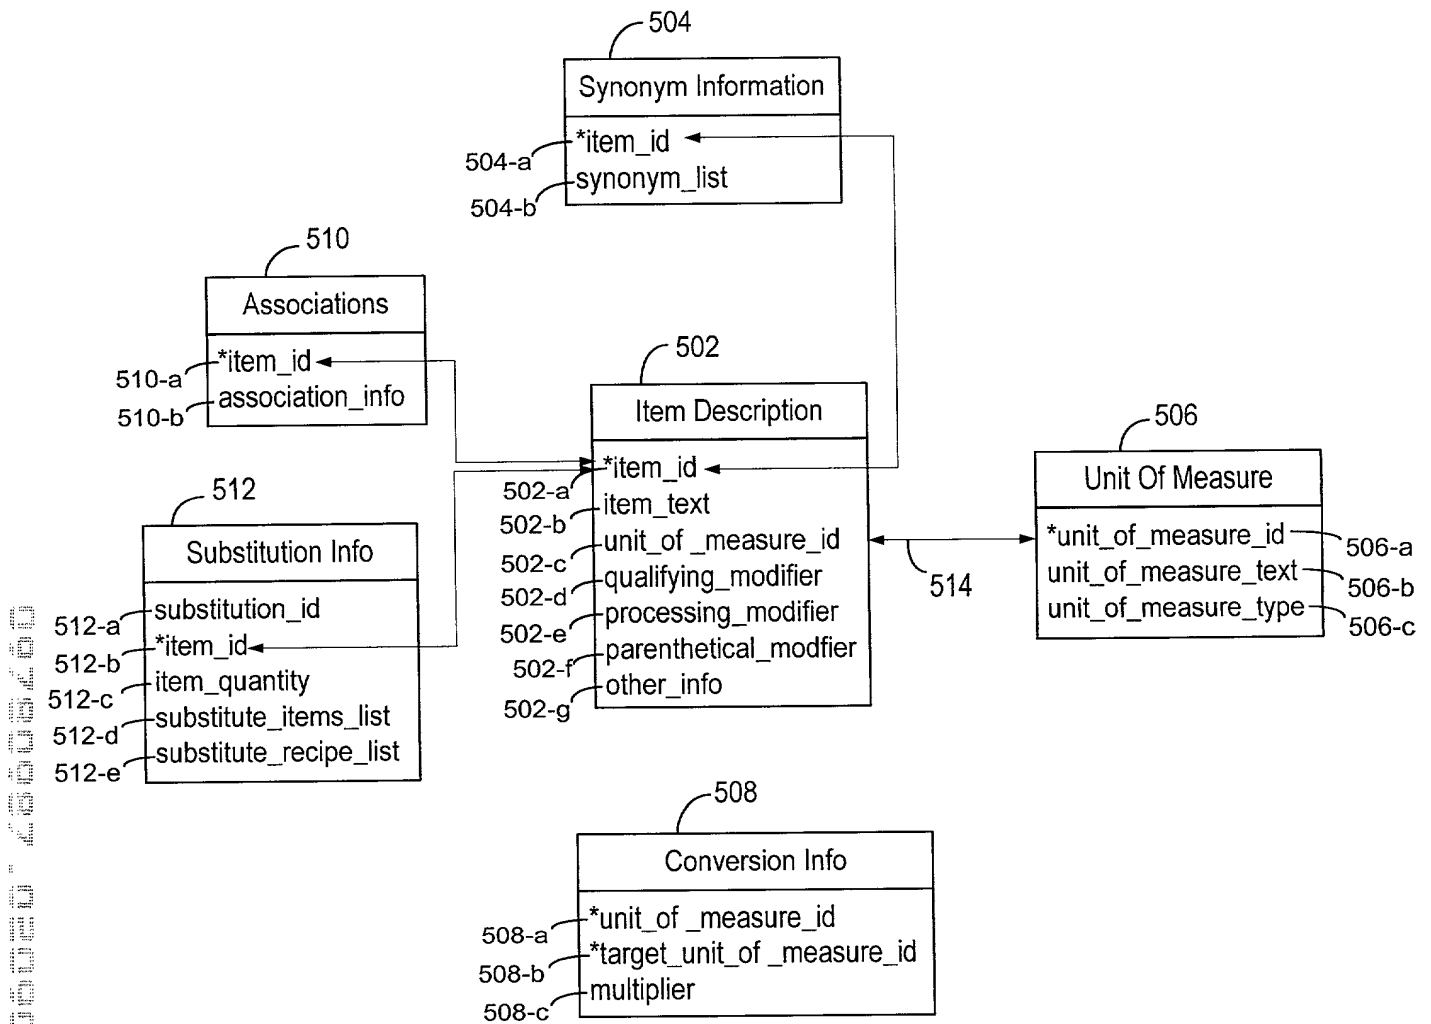 504
Synonym Information
*item_id
504-a
synonym_list
504-b
510
Associations
*item_id
510-a
association_info
510-b
502
Item Description
*item_id
502-a
item_text
502-b
unit_of _measure_id
502-c
qualifying_modifier
502-d
processing_modifier
502-e
parenthetical_modfier
502-f
other_info
502-g
506
Unit Of Measure
*unit_of_measure_id
506-a
unit_of_measure_text
506-b
unit_of_measure_type
506-c
514
512
Substitution Info
substitution_id
512-a
*item_id
512-b
item_quantity
512-c
substitute_items_list
512-d
substitute_recipe_list
512-e
508
Conversion Info
*unit_of _measure_id
508-a
*target_unit_of _measure_id
508-b
multiplier
508-c